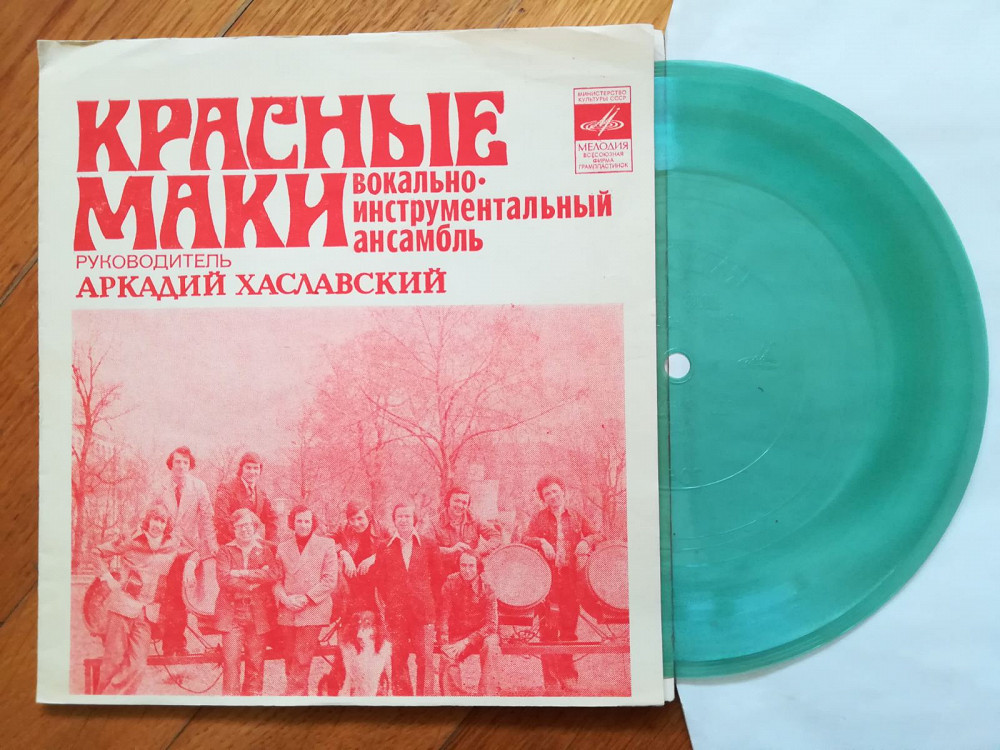 КРАСНЫЕ
МАКИ
вокально-
инструментальный
ансамбль
РУКОВОДИТЕЛЬ
АРКАДИЙ ХАСЛАВСКИЙ
МИНИСТЕРСТВО
КУЛЬТУРЫ СССР
МЕЛОДИЯ
ВСЕСОЮЗНАЯ
ФИРМА
ГРАМПЛАСТИНОК